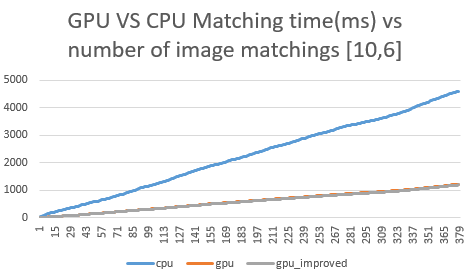 GPU VS CPU Matching time(ms) vs
number of image matchings [10,6]
5000
4000
3000
2000
1000
0
1 15 29 43 57 71 85 99 113 127 141 155 169 183 197 211 225 239 253 267 281 295 309 323 337 351 365 379
cpu gpu gpu_improved